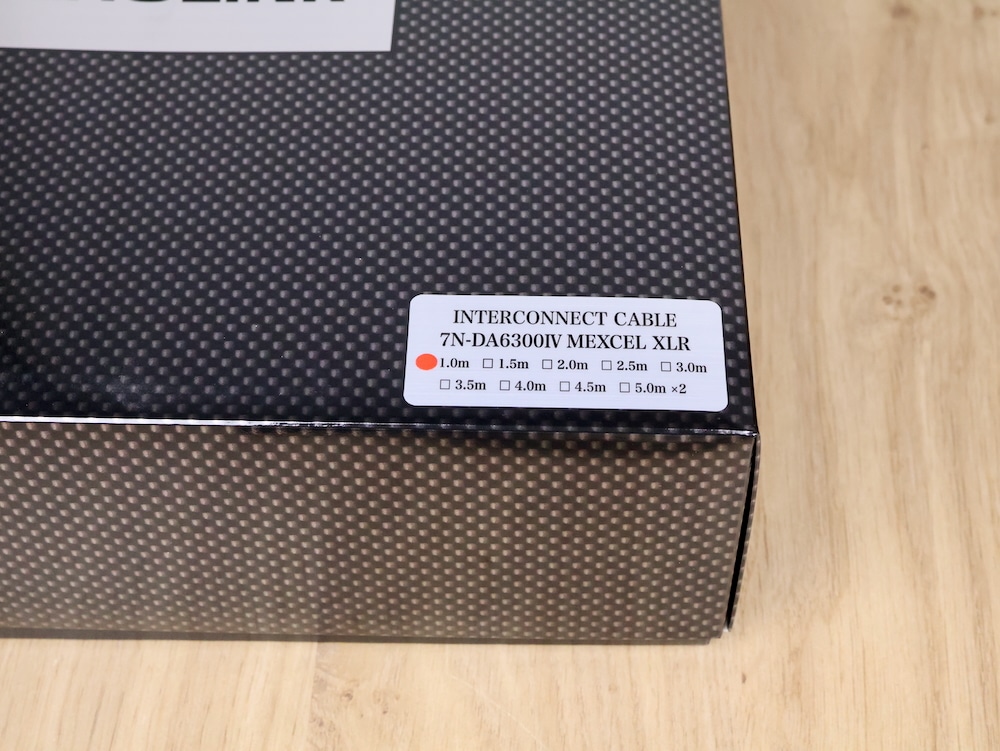 INTERCONNECT CABLE
7N-DA6300Ⅳ MEXCEL XLR
1.0m □ 1.5m □ 2.0m □ 2.5m □ 3.0m
□ 3.5m □ 4.0m □ 4.5m □ 5.0m ×2